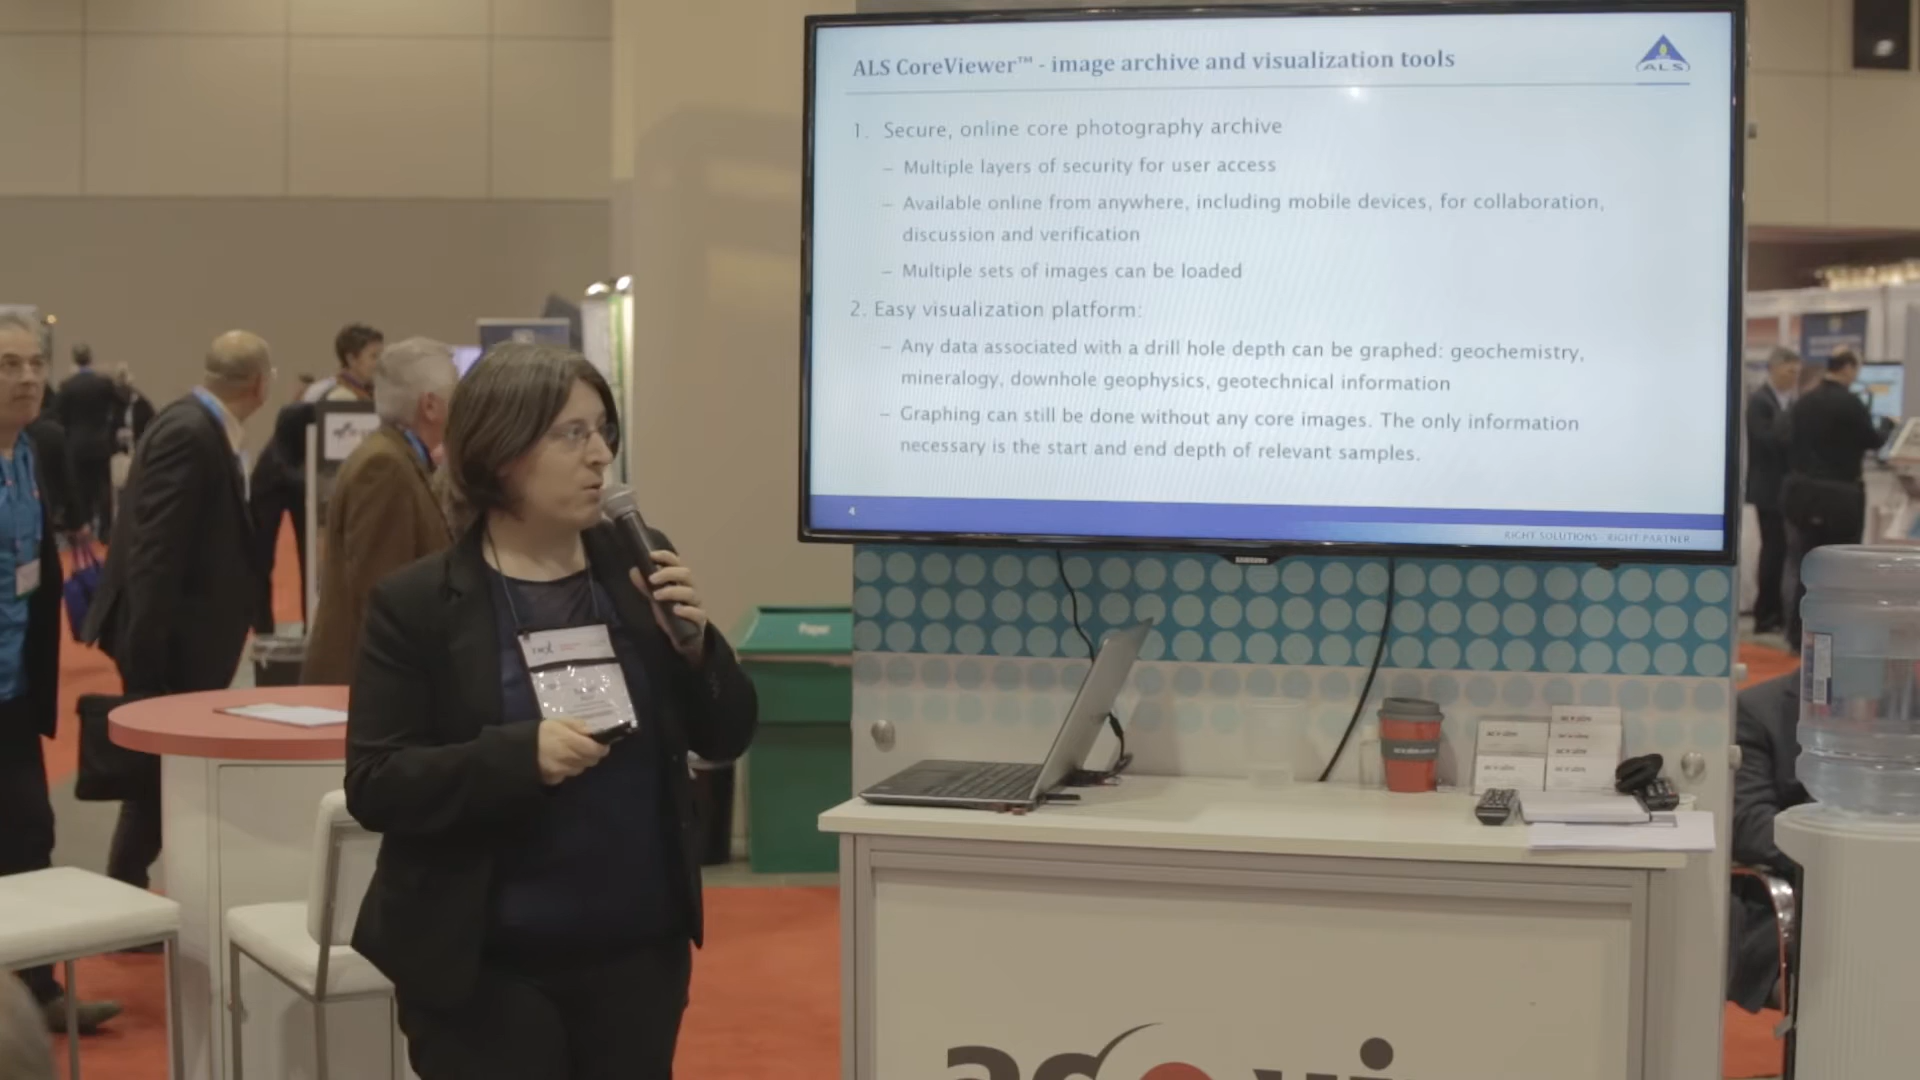 ALS CoreViewer™ - image archive and visualization tools
ALS
1. Secure, online core photography archive
– Multiple layers of security for user access
– Available online from anywhere, including mobile devices, for collaboration,
discussion and verification
– Multiple sets of images can be loaded
2. Easy visualization platform:
– Any data associated with a drill hole depth can be graphed: geochemistry,
mineralogy, downhole geophysics, geotechnical information
– Graphing can still be done without any core images. The only information
necessary is the start and end depth of relevant samples.
4
RIGHT SOLUTIONS · RIGHT PARTNER
SAMSUNG
Paper